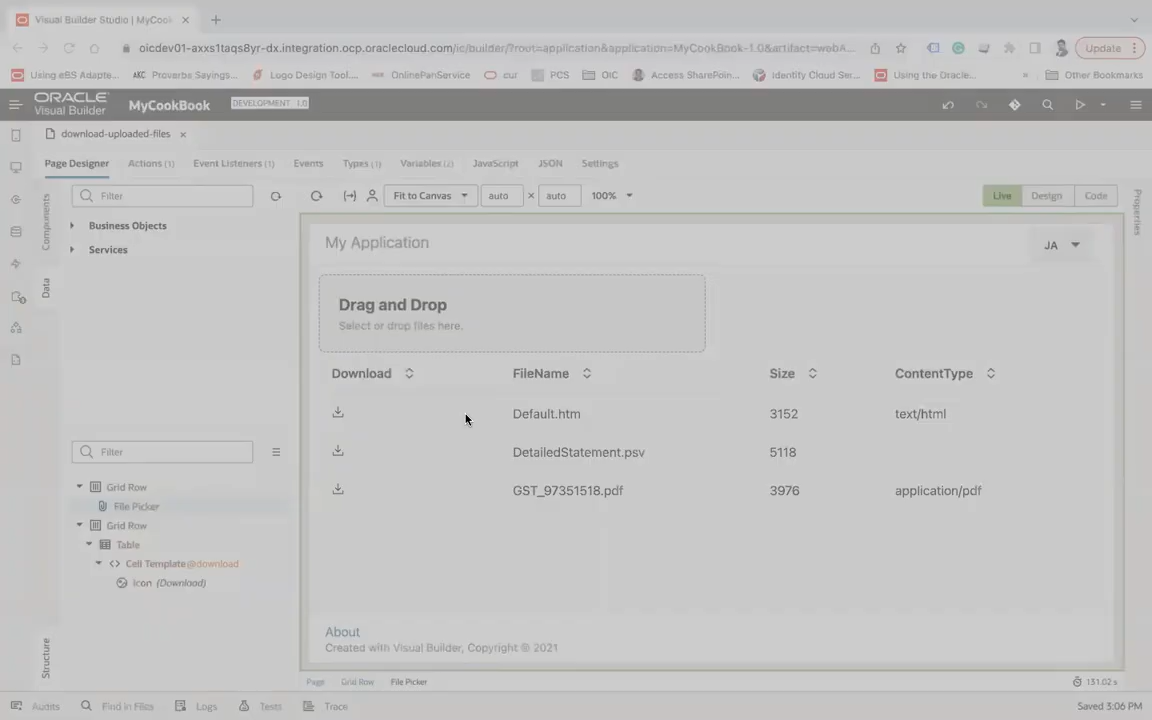 Visual Builder Studio | MyCook
oicdev01-axxs1taqs8yr-dx.integration.ocp.oraclecloud.com/ic/builder/?root=application&application=MyCookBook-1.0&artifact=webA...
Update
Using eBS Adapte...
AKC Proverbs Sayings...
Logo Design Tool....
OnlinePanService
cur
PCS
OIC
Access SharePoin...
Identity Cloud Ser...
Using the Oracle...
»
Other Bookmarks
ORACLE
Visual Builder
MyCookBook
DEVELOPMENT 1.0
download-uploaded-files
Page Designer
Actions (1)
Event Listeners (1)
Events
Types (1)
Variables (2)
JavaScript
JSON
Settings
Components
Data
Structure
Filter
Business Objects
Services
Fit to Canvas
auto
×
auto
100%
Live
Design
Code
Properties
My Application
JA
Drag and Drop
Select or drop files here.
Download
FileName
Size
ContentType
Default.htm
3152
text/html
DetailedStatement.psv
5118
GST_97351518.pdf
3976
application/pdf
Filter
Grid Row
File Picker
Grid Row
Table
Cell Template@download
Icon (Download)
About
Created with Visual Builder, Copyright © 2021
Page
Grid Row
File Picker
131.02 s
Audits
Find in Files
Logs
Tests
Trace
Saved 3:06 PM